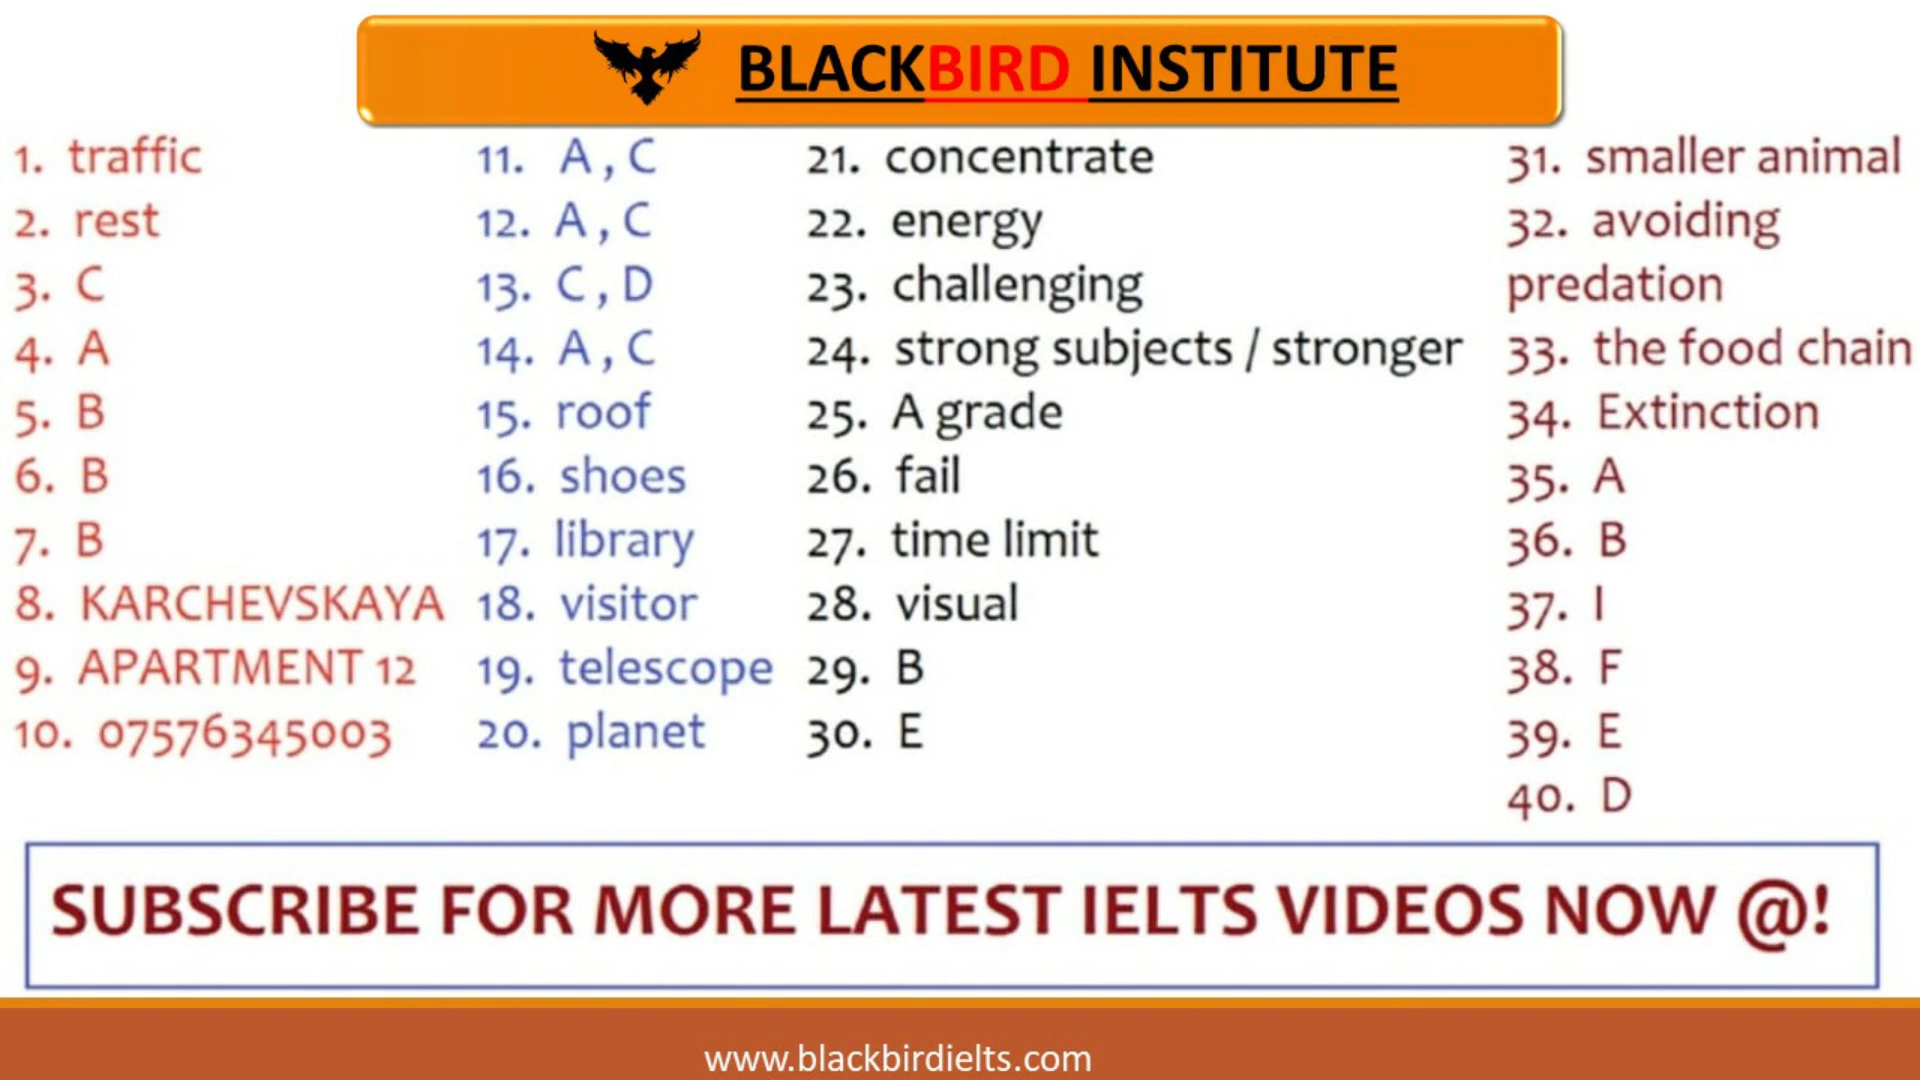 BLACKBIRD INSTITUTE
1. traffic
2. rest
3. C
4. A
5. B
6. B
7. B
8. KARCHEVSKAYA
9. APARTMENT 12
10. 07576345003
11. A , C
12. A , C
13. C , D
14. A , C
15. roof
16. shoes
17. library
18. visitor
19. telescope
20. planet
21. concentrate
22. energy
23. challenging
24. strong subjects / stronger
25. A grade
26. fail
27. time limit
28. visual
29. B
30. E
31. smaller animal
32. avoiding
predation
33. the food chain
34. Extinction
35. A
36. B
37. I
38. F
39. E
40. D
SUBSCRIBE FOR MORE LATEST IELTS VIDEOS NOW @!
www.blackbirdielts.com